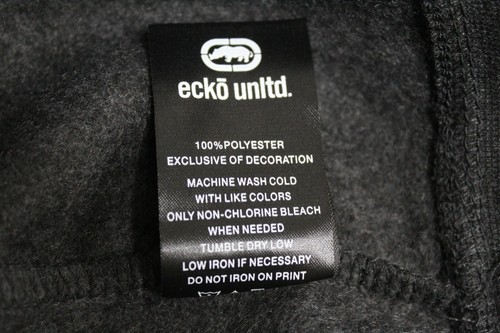 eckō unltd.
100% POLYESTER
EXCLUSIVE OF DECORATION
MACHINE WASH COLD
WITH LIKE COLORS
ONLY NON-CHLORINE BLEACH
WHEN NEEDED
TUMBLE DRY LOW
LOW IRON IF NECESSARY
DO NOT IRON ON PRINT